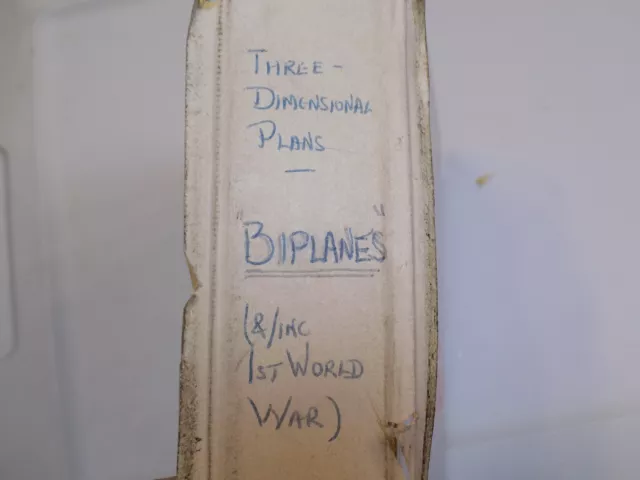 THREE-
DIMENSIONAL
PLANS
—
"BIPLANES"
(&/INC
1ST WORLD
WAR)